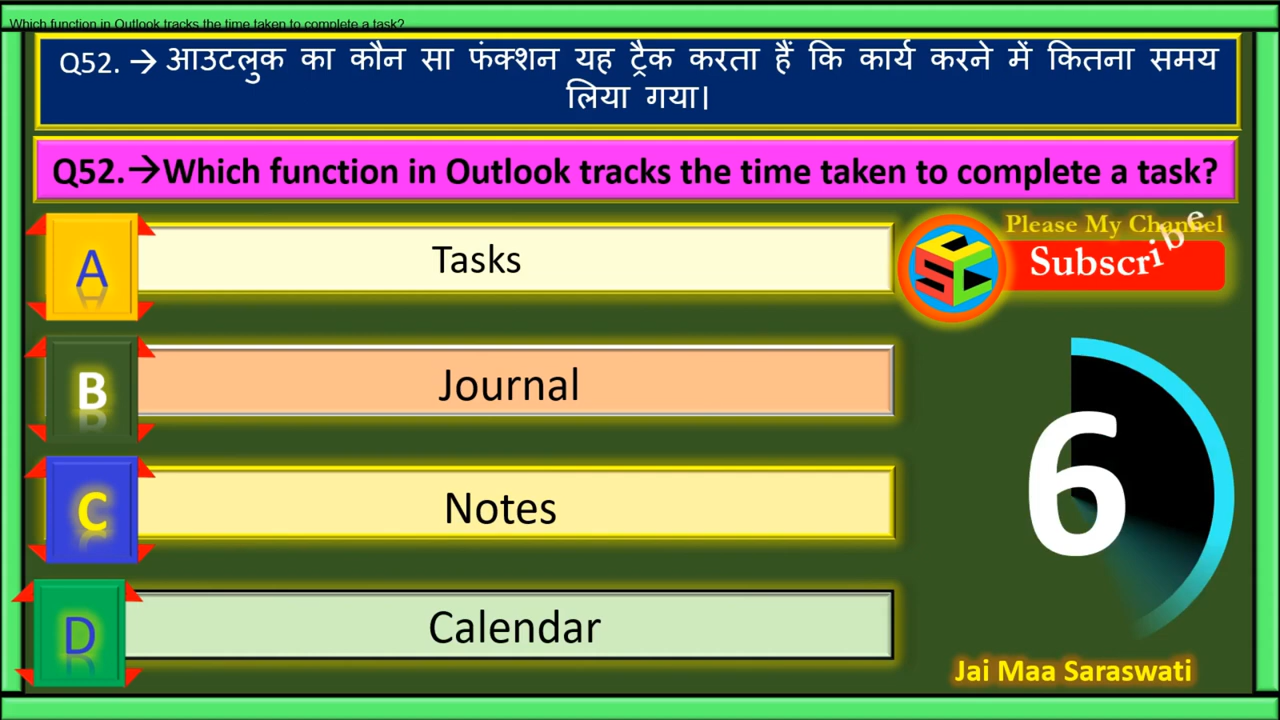 Which function in Outlook tracks the time taken to complete a task?
Q52. → आउटलुक का कौन सा फंक्शन यह ट्रैक करता हैं कि कार्य करने में कितना समय
लिया गया।
Q52.→Which function in Outlook tracks the time taken to complete a task?
A
Tasks
Please My Channel
Subscribe
CSC
B
Journal
6
C
Notes
D
Calendar
Jai Maa Saraswati